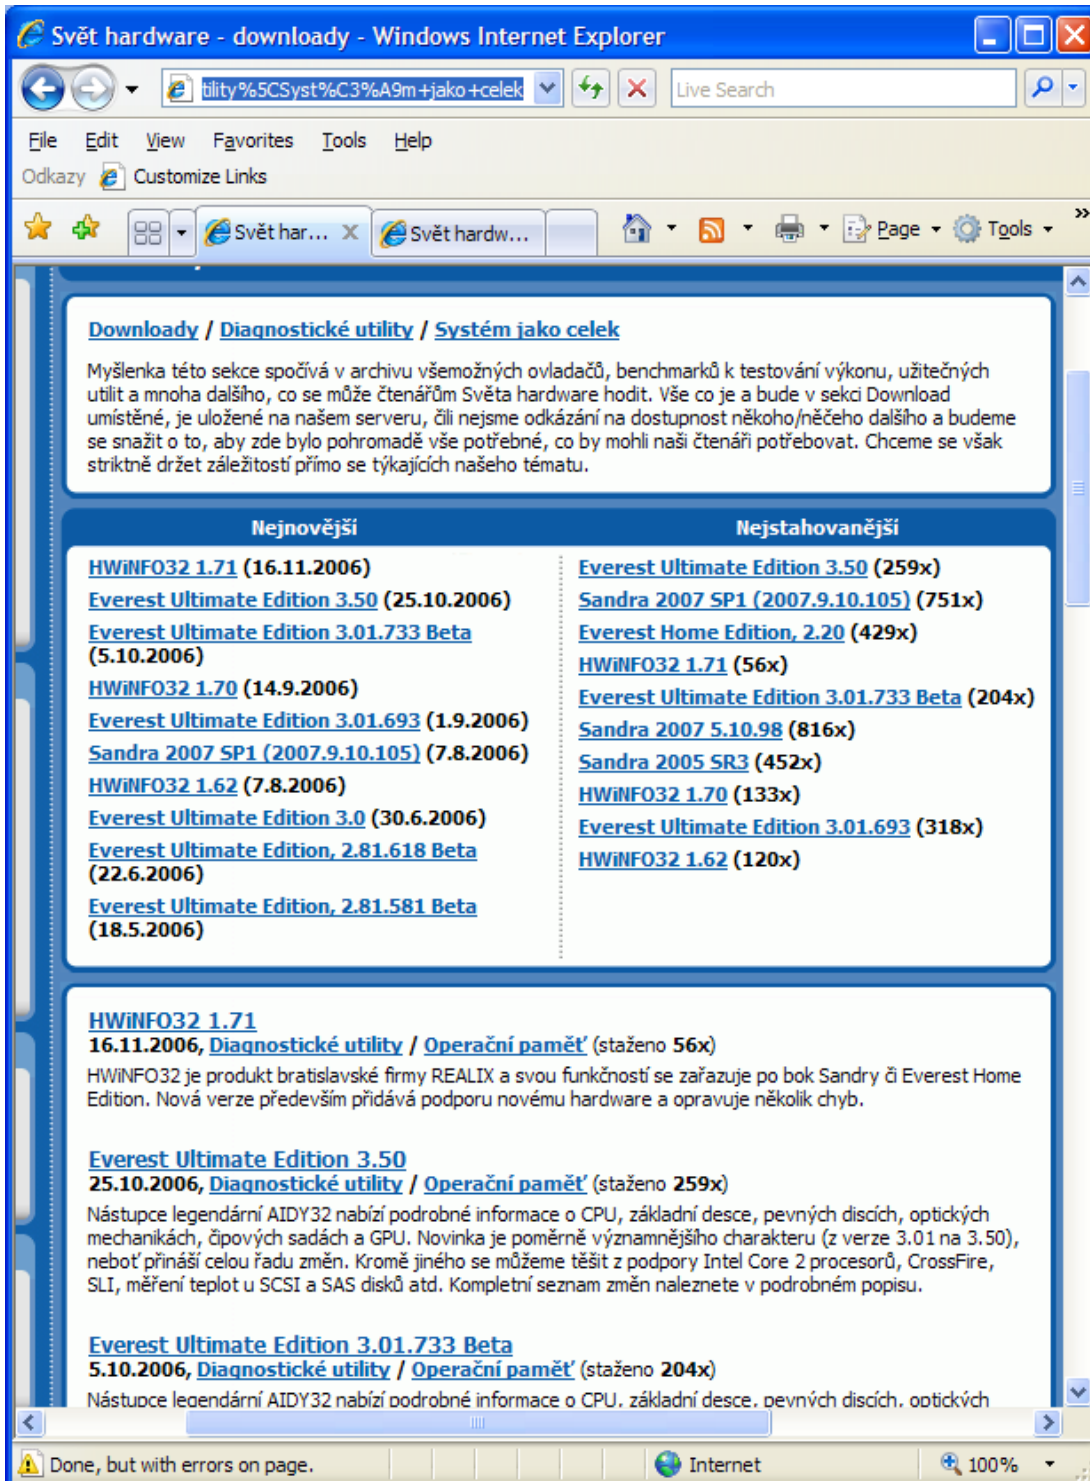 Svět hardware - downloady - Windows Internet Explorer
tility%5CSyst%C3%A9m+jako+celek
Live Search
File Edit View Favorites Tools Help
Odkazy Customize Links
Svět har... Svět hardw... Page Tools
Downloady / Diagnostické utility / Systém jako celek
Myšlenka této sekce spočívá v archivu všemožných ovladačů, benchmarků k testování výkonu, užitečných
utilit a mnoha dalšího, co se může čtenářům Světa hardware hodit. Vše co je a bude v sekci Download
umístěné, je uložené na našem serveru, čili nejsme odkázání na dostupnost někoho/něčeho dalšího a budeme
se snažit o to, aby zde bylo pohromadě vše potřebné, co by mohli naši čtenáři potřebovat. Chceme se však
striktně držet záležitostí přímo se týkajících našeho tématu.
Nejnovější
HWiNFO32 1.71 (16.11.2006)
Everest Ultimate Edition 3.50 (25.10.2006)
Everest Ultimate Edition 3.01.733 Beta
(5.10.2006)
HWiNFO32 1.70 (14.9.2006)
Everest Ultimate Edition 3.01.693 (1.9.2006)
Sandra 2007 SP1 (2007.9.10.105) (7.8.2006)
HWiNFO32 1.62 (7.8.2006)
Everest Ultimate Edition 3.0 (30.6.2006)
Everest Ultimate Edition, 2.81.618 Beta
(22.6.2006)
Everest Ultimate Edition, 2.81.581 Beta
(18.5.2006)
Nejstahovanější
Everest Ultimate Edition 3.50 (259x)
Sandra 2007 SP1 (2007.9.10.105) (751x)
Everest Home Edition, 2.20 (429x)
HWiNFO32 1.71 (56x)
Everest Ultimate Edition 3.01.733 Beta (204x)
Sandra 2007 5.10.98 (816x)
Sandra 2005 SR3 (452x)
HWiNFO32 1.70 (133x)
Everest Ultimate Edition 3.01.693 (318x)
HWiNFO32 1.62 (120x)
HWiNFO32 1.71
16.11.2006, Diagnostické utility / Operační paměť (staženo 56x)
HWiNFO32 je produkt bratislavské firmy REALIX a svou funkčností se zařazuje po bok Sandry či Everest Home
Edition. Nová verze především přidává podporu novému hardware a opravuje několik chyb.
Everest Ultimate Edition 3.50
25.10.2006, Diagnostické utility / Operační paměť (staženo 259x)
Nástupce legendární AIDY32 nabízí podrobné informace o CPU, základní desce, pevných discích, optických
mechanikách, čipových sadách a GPU. Novinka je poměrně významnějšího charakteru (z verze 3.01 na 3.50),
neboť přináší celou řadu změn. Kromě jiného se můžeme těšit z podpory Intel Core 2 procesorů, CrossFire,
SLI, měření teplot u SCSI a SAS disků atd. Kompletní seznam změn naleznete v podrobném popisu.
Everest Ultimate Edition 3.01.733 Beta
5.10.2006, Diagnostické utility / Operační paměť (staženo 204x)
Nástupce legendární AIDY32 nabízí podrobné informace o CPU, základní desce, pevných discích, optických
Done, but with errors on page. Internet 100%